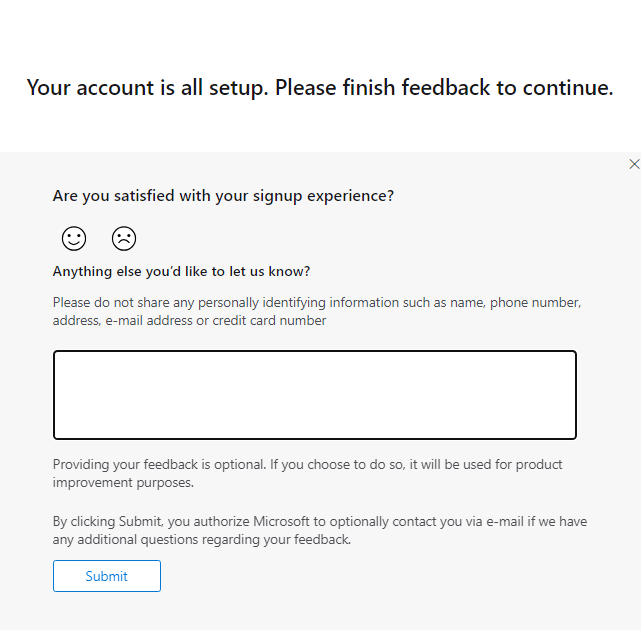 Your account is all setup. Please finish feedback to continue.
Are you satisfied with your signup experience?
Anything else you'd like to let us know?
Please do not share any personally identifying information such as name, phone number,
address, e-mail address or credit card number
Providing your feedback is optional. If you choose to do so, it will be used for product
improvement purposes.
By clicking Submit, you authorize Microsoft to optionally contact you via e-mail if we have
any additional questions regarding your feedback.
Submit